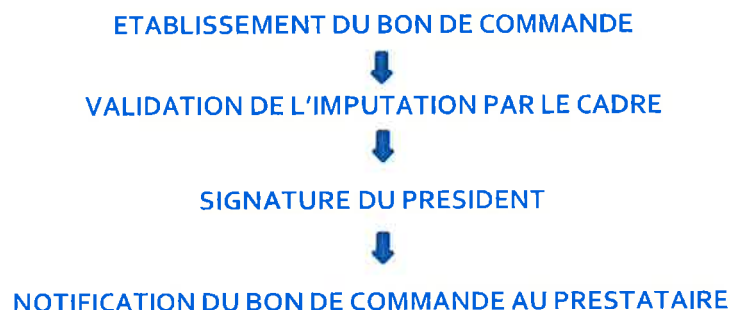 ETABLISSEMENT DU BON DE COMMANDE
VALIDATION DE L'IMPUTATION PAR LE CADRE
SIGNATURE DU PRESIDENT
NOTIFICATION DU BON DE COMMANDE AU PRESTATAIRE